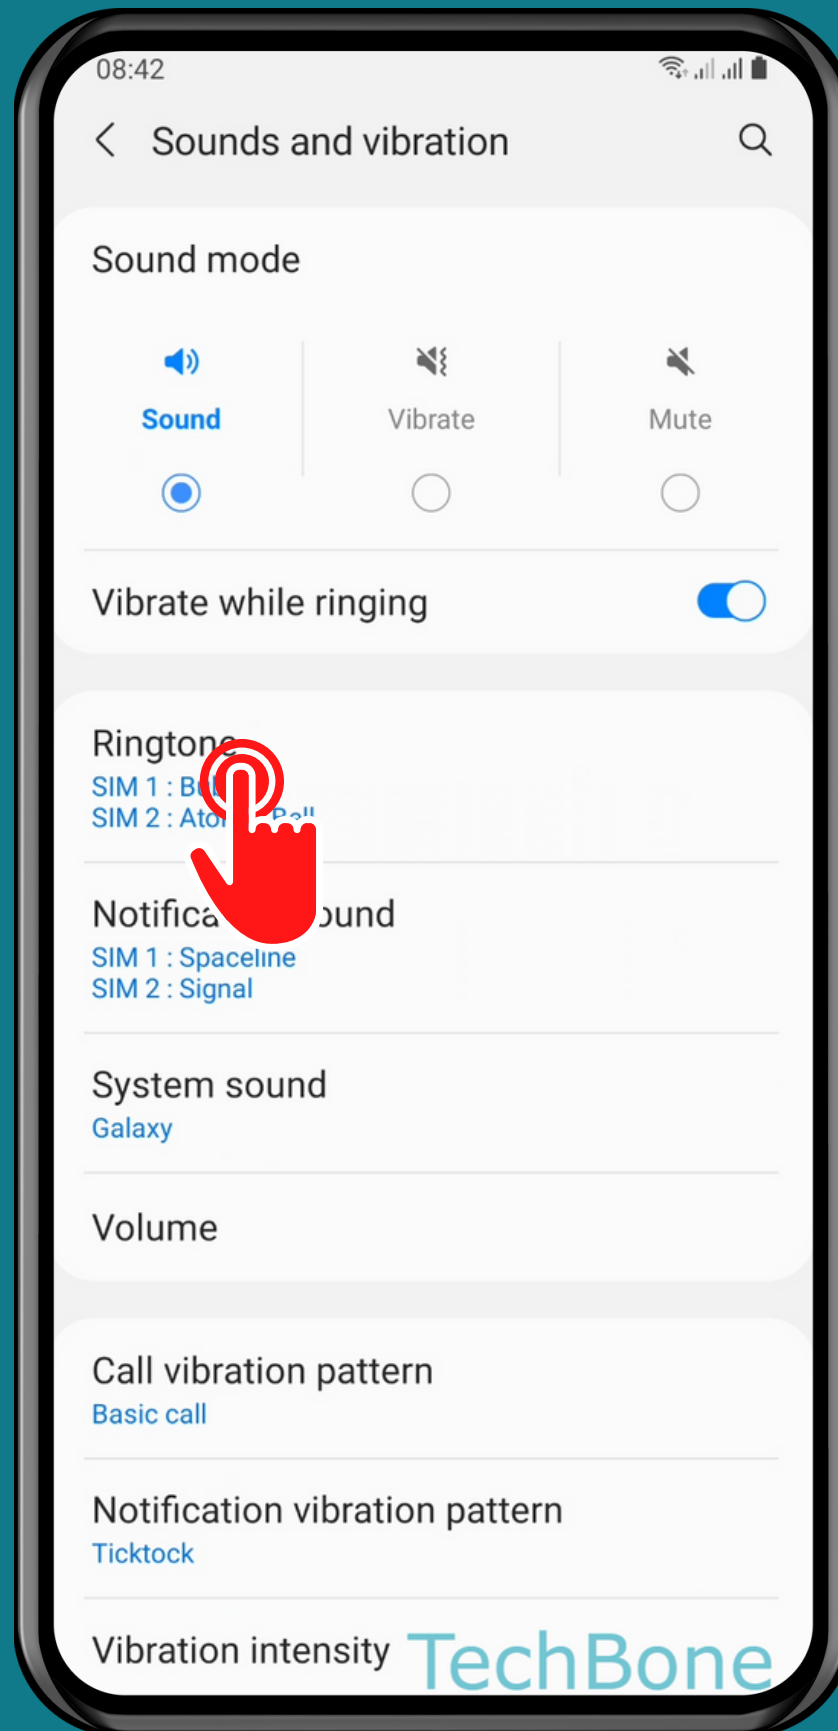 08:42
Sounds and vibration
Sound mode
Sound Vibrate Mute
Vibrate while ringing
Ringtone
SIM 1 :
SIM 2 :
sound
SIM 1 : Spaceline
SIM 2 : Signal
System sound
Galaxy
Volume
Call vibration pattern
Basic call
Notification vibration pattern
Ticktock
Vibration intensity
TechBone